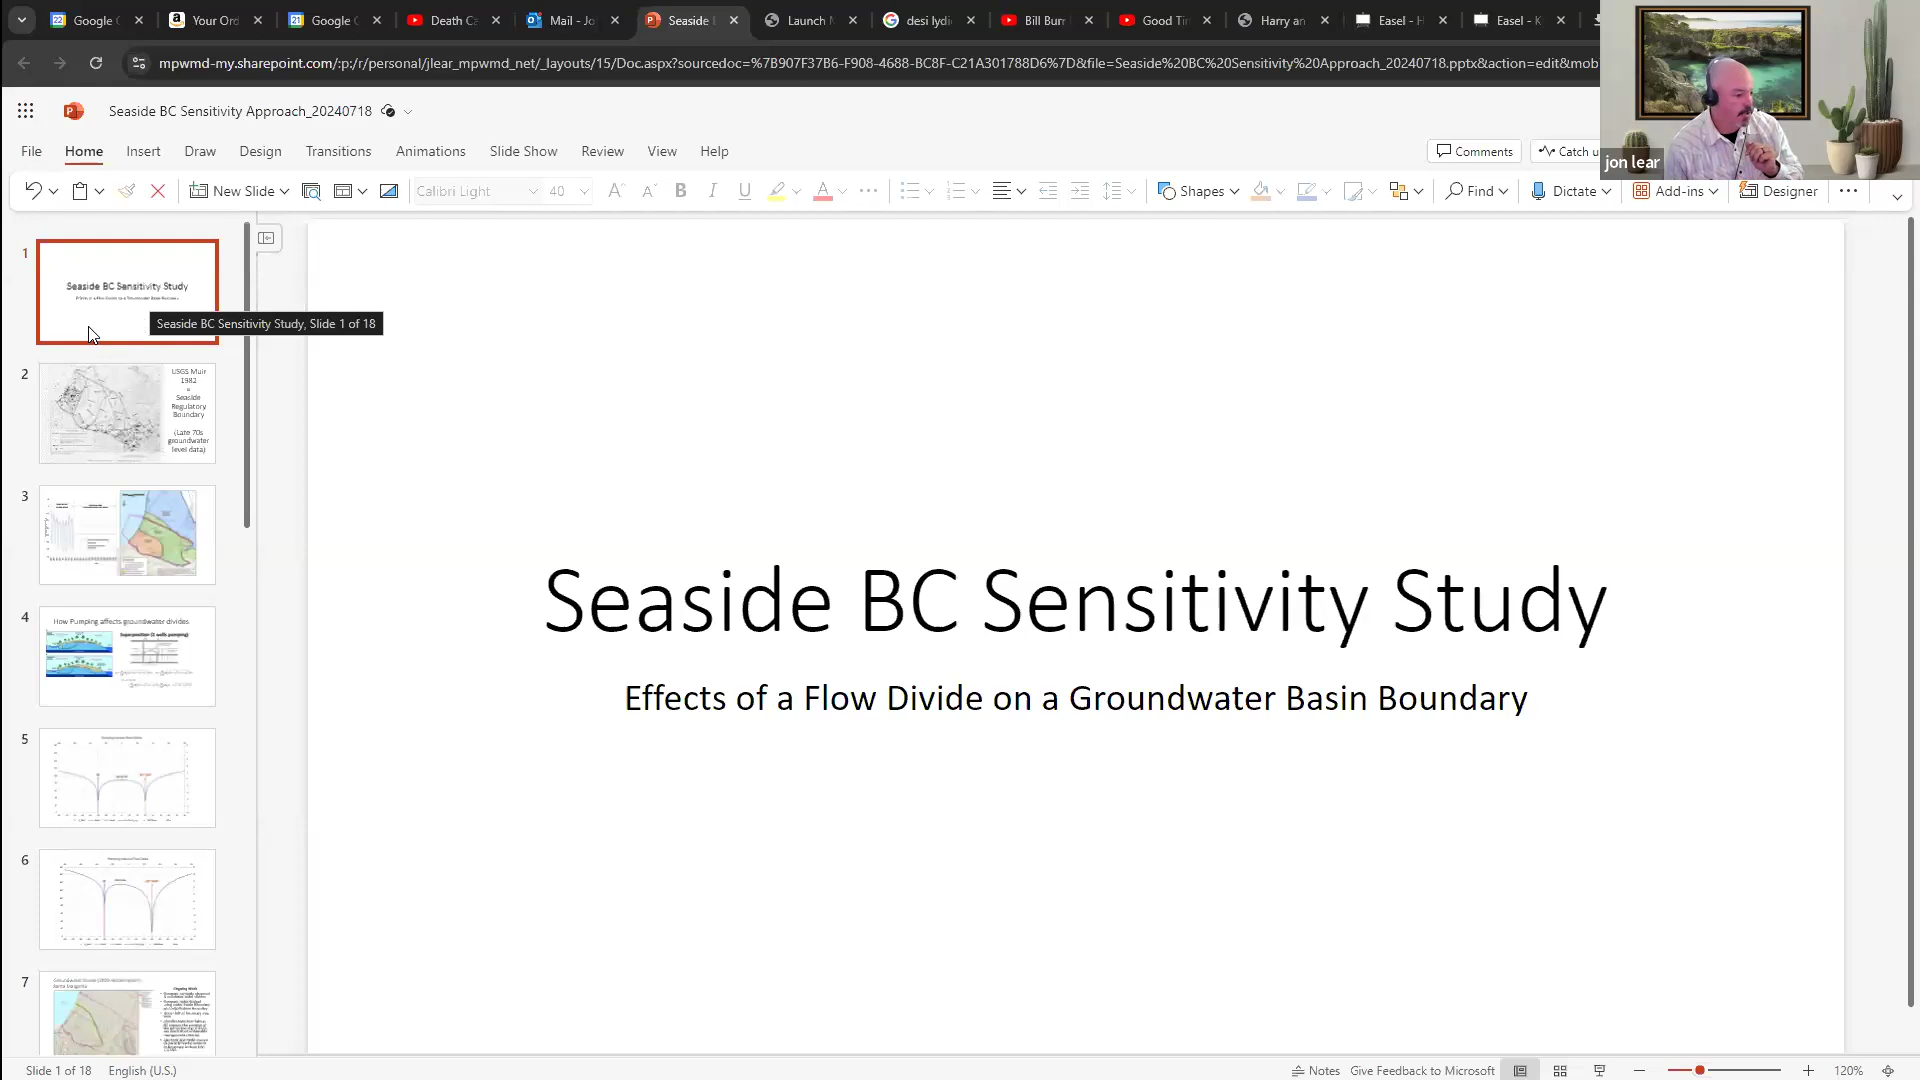 Google C
Your Ord
Google C
Death Ca
Mail - Jo
Seaside
Launch
desi lydi
Bill Burr
Good Ti
Harry an
Easel - H
Easel - K
mpwmd-my.sharepoint.com/:p:/r/personal/jlear_mpwmd_net/_layouts/15/Doc.aspx?sourcedoc=%7B907F37B6-F908-4688-BC8F-C21A301788D6%7D&file=Seaside%20BC%20Sensitivity%20Approach_20240718.pptx&action=edit&mob
Seaside BC Sensitivity Approach_20240718
File Home Insert Draw Design Transitions Animations Slide Show Review View Help
Comments
Catch u
jon lear
New Slide
Calibri Light
40
Shapes
Find
Dictate
Add-ins
Designer
1
Seaside BC Sensitivity Study
Seaside BC Sensitivity Study, Slide 1 of 18
2
USGS Muir
1982
=
Seaside
Regulatory
Boundary
(Late 70s
groundwater
level data)
3
4
How Pumping affects groundwater divides
Superposition (2 wells pumping)
5
6
7
Seaside BC Sensitivity Study
Effects of a Flow Divide on a Groundwater Basin Boundary
Slide 1 of 18
English (U.S.)
Notes
Give Feedback to Microsoft
120%